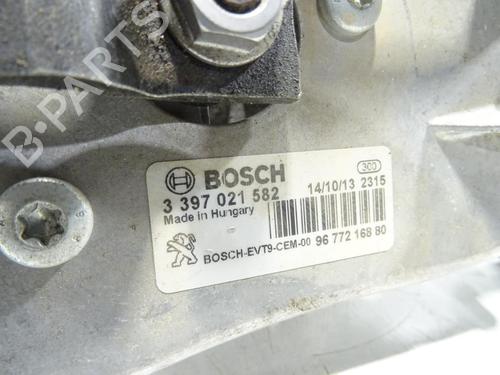 B-PARTS
BOSCH
300
3 397 021 582
14/10/13 2315
Made in Hungary
BOSCH-EVT9-CEM-00 96 772 168 80